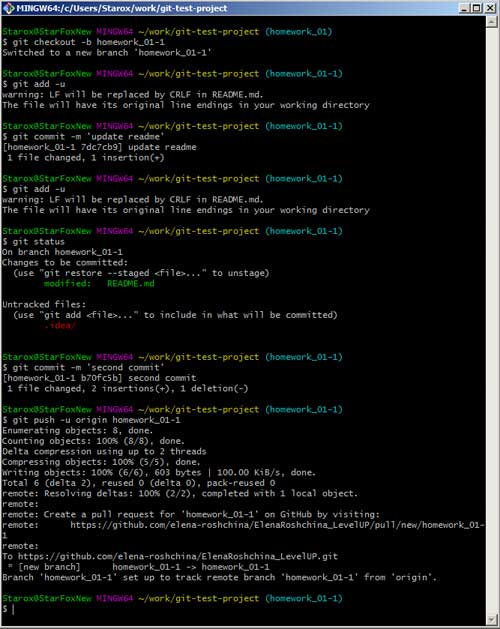 MINGW64:/c/Users/Starox/work/git-test-project
Starox@StarFoxNew MINGW64 ~/work/git-test-project (homework_01)
$ git checkout -b homework_01-1
Switched to a new branch 'homework_01-1'
Starox@StarFoxNew MINGW64 ~/work/git-test-project (homework_01-1)
$ git add -u
warning: LF will be replaced by CRLF in README.md.
The file will have its original line endings in your working directory
Starox@StarFoxNew MINGW64 ~/work/git-test-project (homework_01-1)
$ git commit -m 'update readme'
[homework_01-1 7dc7cb9] update readme
1 file changed, 1 insertion(+)
Starox@StarFoxNew MINGW64 ~/work/git-test-project (homework_01-1)
$ git add -u
warning: LF will be replaced by CRLF in README.md.
The file will have its original line endings in your working directory
Starox@StarFoxNew MINGW64 ~/work/git-test-project (homework_01-1)
$ git status
On branch homework_01-1
Changes to be committed:
(use "git restore --staged <file>..." to unstage)
modified:   README.md
Untracked files:
(use "git add <file>..." to include in what will be committed)
.idea/
Starox@StarFoxNew MINGW64 ~/work/git-test-project (homework_01-1)
$ git commit -m 'second commit'
[homework_01-1 b70fc5b] second commit
1 file changed, 2 insertions(+), 1 deletion(-)
Starox@StarFoxNew MINGW64 ~/work/git-test-project (homework_01-1)
$ git push -u origin homework_01-1
Enumerating objects: 8, done.
Counting objects: 100% (8/8), done.
Delta compression using up to 2 threads
Compressing objects: 100% (5/5), done.
Writing objects: 100% (6/6), 603 bytes | 100.00 KiB/s, done.
Total 6 (delta 2), reused 0 (delta 0), pack-reused 0
remote: Resolving deltas: 100% (2/2), completed with 1 local object.
remote:
remote: Create a pull request for 'homework_01-1' on GitHub by visiting:
remote:      https://github.com/elena-roshchina/ElenaRoshchina_LevelUP/pull/new/homework_01-
1
remote:
To https://github.com/elena-roshchina/ElenaRoshchina_LevelUP.git
* [new branch]      homework_01-1 -> homework_01-1
Branch 'homework_01-1' set up to track remote branch 'homework_01-1' from 'origin'.
Starox@StarFoxNew MINGW64 ~/work/git-test-project (homework_01-1)
$